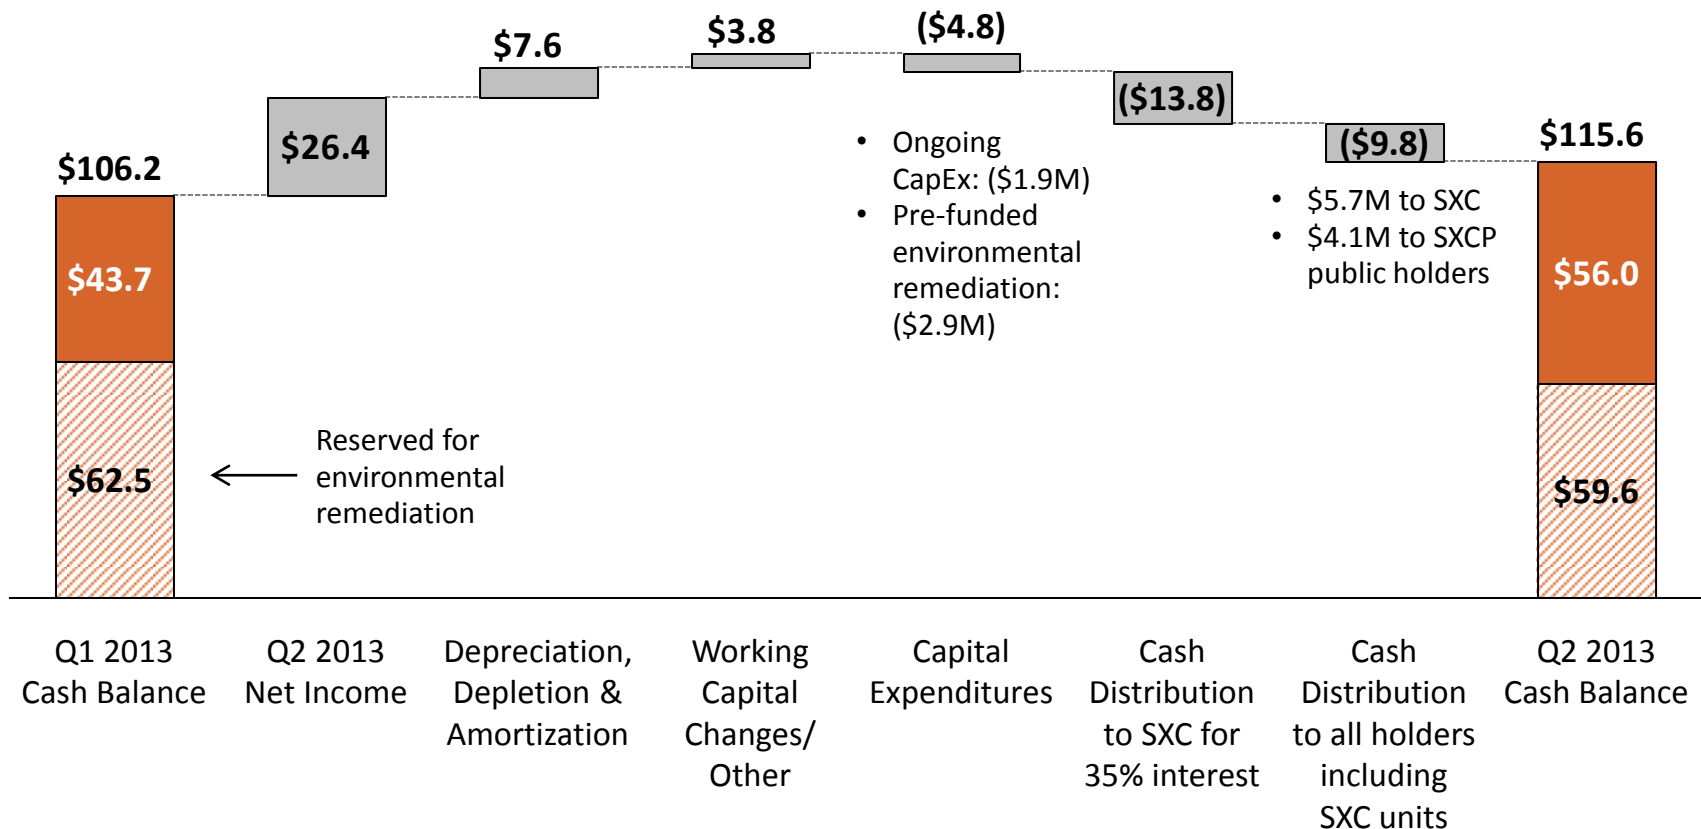 $106.2
$43.7
$62.5
$26.4
$7.6
$3.8
($4.8)
($13.8)
($9.8)
$115.6
$56.0
$59.6
Reserved for
environmental
remediation
• Ongoing
CapEx: ($1.9M)
• Pre-funded
environmental
remediation:
($2.9M)
• $5.7M to SXC
• $4.1M to SXCP
public holders
Q1 2013
Cash Balance
Q2 2013
Net Income
Depreciation,
Depletion &
Amortization
Working
Capital
Changes/
Other
Capital
Expenditures
Cash
Distribution
to SXC for
35% interest
Cash
Distribution
to all holders
including
SXC units
Q2 2013
Cash Balance